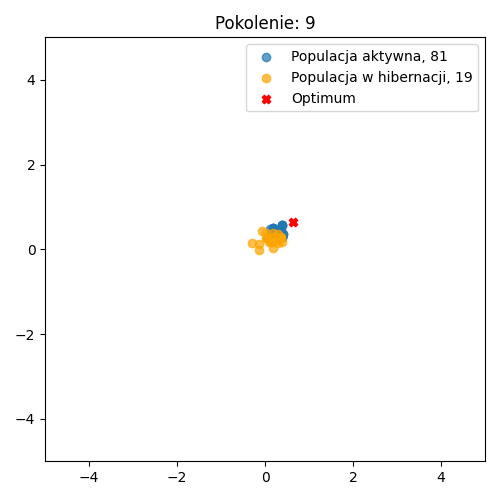 Pokolenie: 9
Populacja aktywna, 81
Populacja w hibernacji, 19
Optimum
4
2
0
−2
−4
−4
−2
0
2
4